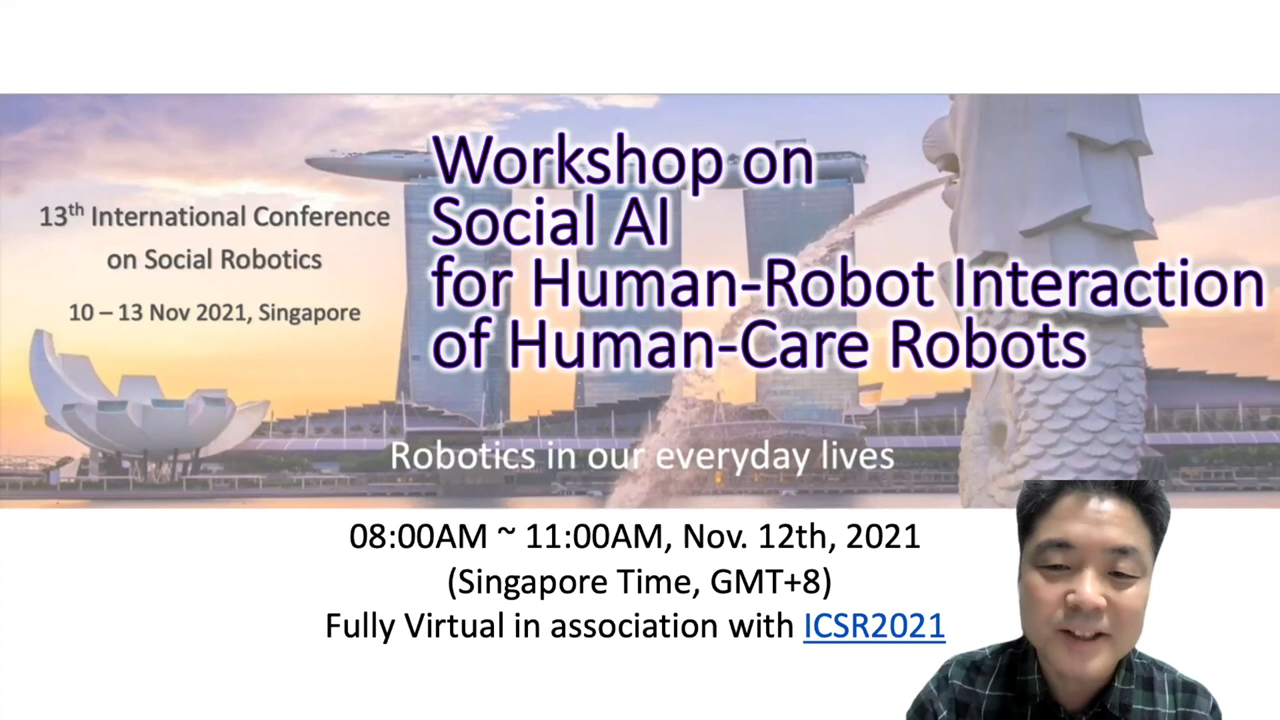 Workshop on
Social AI
for Human-Robot Interaction
of Human-Care Robots
13th International Conference
on Social Robotics
10 – 13 Nov 2021, Singapore
Robotics in our everyday lives
08:00AM ~ 11:00AM, Nov. 12th, 2021
(Singapore Time, GMT+8)
Fully Virtual in association with ICSR2021